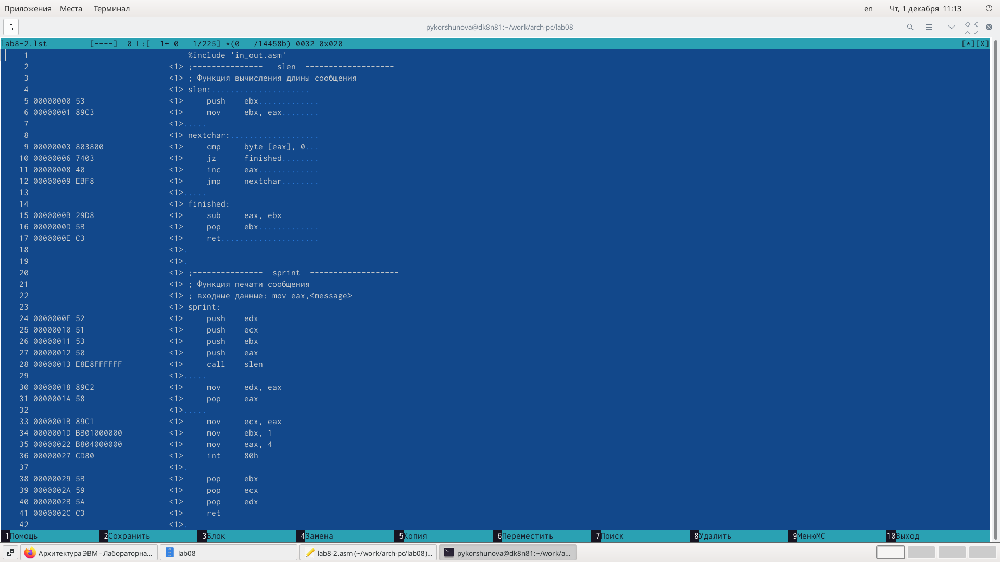 Приложения Места Терминал en Чт, 1 декабря 11:13
pykorshunova@dk8n81:~/work/arch-pc/lab08
lab8-2.lst [----] 0 L:[ 1+ 0 1/225] *(0 /14458b) 0032 0x020 [*][X]
1 %include 'in_out.asm'
2 <1> ;--------------- slen -------------------
3 <1> ; Функция вычисления длины сообщения
4 <1> slen:.....................
5 00000000 53 <1> push ebx.............
6 00000001 89C3 <1> mov ebx, eax........
7 <1>.....
8 <1> nextchar:...................
9 00000003 803800 <1> cmp byte [eax], 0...
10 00000006 7403 <1> jz finished........
11 00000008 40 <1> inc eax.............
12 00000009 EBF8 <1> jmp nextchar........
13 <1>.....
14 <1> finished:
15 0000000B 29D8 <1> sub eax, ebx
16 0000000D 5B <1> pop ebx.............
17 0000000E C3 <1> ret.....................
18 <1>.
19 <1>.
20 <1> ;--------------- sprint -------------------
21 <1> ; Функция печати сообщения
22 <1> ; входные данные: mov eax,<message>
23 <1> sprint:
24 0000000F 52 <1> push edx
25 00000010 51 <1> push ecx
26 00000011 53 <1> push ebx
27 00000012 50 <1> push eax
28 00000013 E8E8FFFFFF <1> call slen
29 <1>.....
30 00000018 89C2 <1> mov edx, eax
31 0000001A 58 <1> pop eax
32 <1>.....
33 0000001B 89C1 <1> mov ecx, eax
34 0000001D BB01000000 <1> mov ebx, 1
35 00000022 B804000000 <1> mov eax, 4
36 00000027 CD80 <1> int 80h
37 <1>.
38 00000029 5B <1> pop ebx
39 0000002A 59 <1> pop ecx
40 0000002B 5A <1> pop edx
41 0000002C C3 <1> ret
42 <1>.
1Помощь 2Сохранить 3Блок 4Замена 5Копия 6Переместить 7Поиск 8Удалить 9МенюМС 10Выход
Архитектура ЭВМ - Лабораторна... lab08 lab8-2.asm (~/work/arch-pc/lab08)... pykorshunova@dk8n81:~/work/a...